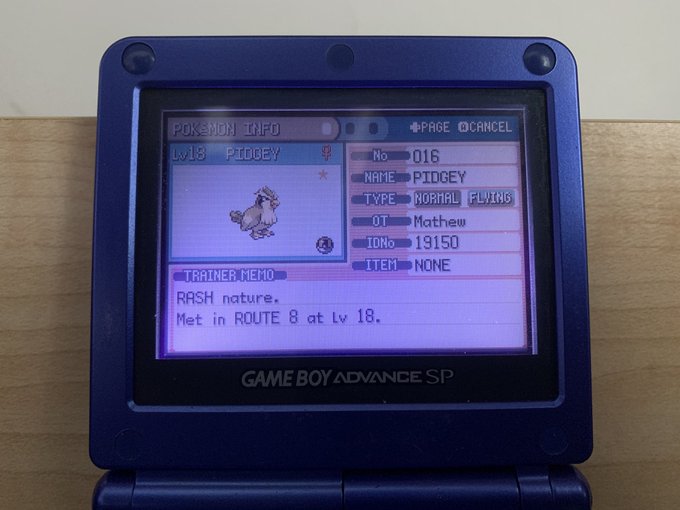 POKéMON INFO
PAGE CANCEL
Lv18 PIDGEY ♀
No 016
NAME PIDGEY
TYPE NORMAL FLYING
OT Mathew
IDNo 19150
ITEM NONE
TRAINER MEMO
RASH nature.
Met in ROUTE 8 at Lv 18.
GAME BOY ADVANCE SP